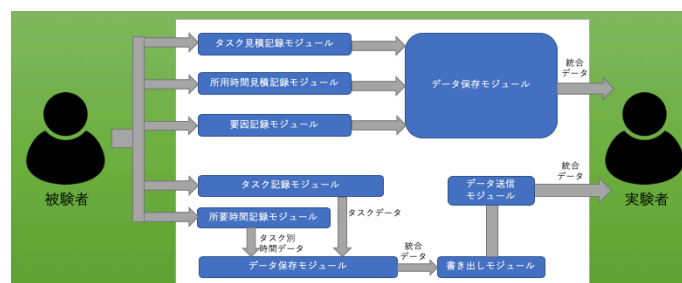 タスク見積記録モジュール
所用時間見積記録モジュール
要因記録モジュール
データ保存モジュール
統合
データ
被験者
実験者
タスク記録モジュール
所要時間記録モジュール
タスクデータ
タスク別
時間データ
データ保存モジュール
統合
データ
書き出しモジュール
データ送信
モジュール
統合
データ